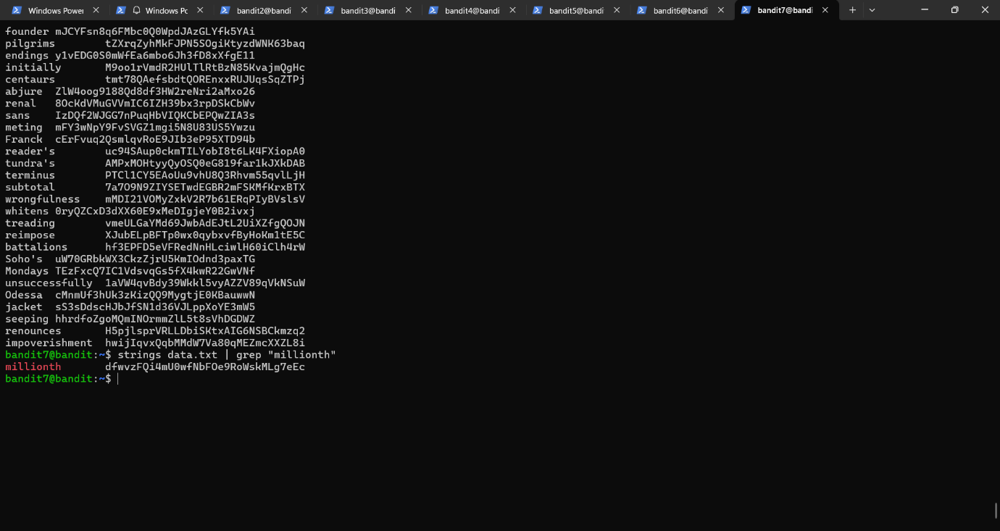 Windows Power
Windows Pc
bandit2@bandi
bandit3@bandi
bandit4@bandi
bandit5@bandi
bandit6@bandi
bandit7@bandi
founder mJCYFsn8q6FMbc0Q0WpdJAzGLYfk5YAi
pilgrims tZXrqZyhMkFJPN5SOgiKtyzdWNK63baq
endings y1vEDG0S0mWfEa6mbo6Jh3fD8xXfgE11
initially M9oo1rVmdR2HUlTlRtBzN85KvajmQgHc
centaurs tmt78QAefsbdtQOREnxxRUJUqsSqZTPj
abjure ZlW4oog9188Qd8df3HW2reNri2aMxo26
renal 8OcKdVMuGVVmIC6IZH39bx3rpDSkCbWv
sans IzDQf2WJGG7nPuqHbVIQKCbEPQwZIA3s
meting mFY3wNpY9FvSVGZ1mgi5N8U83US5Ywzu
Franck cErFvuq2QsmlqvRoE9JIb3eP95XTD94b
reader's uc94SAup0ckmTILYobI8t6LK4FXiopA0
tundra's AMPxMOHtyyQyOSQ0eG819far1kJXkDAB
terminus PTCl1CY5EAoUu9vhU8Q3Rhvm55qvlLjH
subtotal 7a7O9N9ZIYSETwdEGBR2mFSKMfKrxBTX
wrongfulness mMDI21VOMyZxkV2R7b61ERqPIyBVslsV
whitens 0ryQZCxD3dXX60E9xMeDIgjeY0B2ivxj
treading vmeULGaYMd69JwbAdEJtL2UiXZfgQOJN
reimpose XJubELpBFTp0wx0qybxvfByHoKm1tE5C
battalions hf3EPFD5eVFRedNnHLciwlH60iClh4rW
Soho's uW70GRbkWX3CkzZjrU5KmIOdnd3paxTG
Mondays TEzFxcQ7IC1VdsvqGs5fX4kwR22GwVNf
unsuccessfully 1aVW4qvBdy39Wkkl5vyAZZV89qVkNSuW
Odessa cMnmUf3hUk3zKizQQ9MygtjE0KBauwwN
jacket sS3sDdscHJbJfSN1d36VJLppXoYE3mW5
seeping hhrdfoZgoMQmINOrmmZlL5t8sVhDGDWZ
renounces H5pjlsprVRLLDbiSKtxAIG6NSBCkmzq2
impoverishment hwijIqvxQqbMMdW7Va80qMEZmcXXZL8i
bandit7@bandit:~$ strings data.txt | grep "millionth"
millionth dfwvzFQi4mU0wfNbFOe9RoWskMLg7eEc
bandit7@bandit:~$